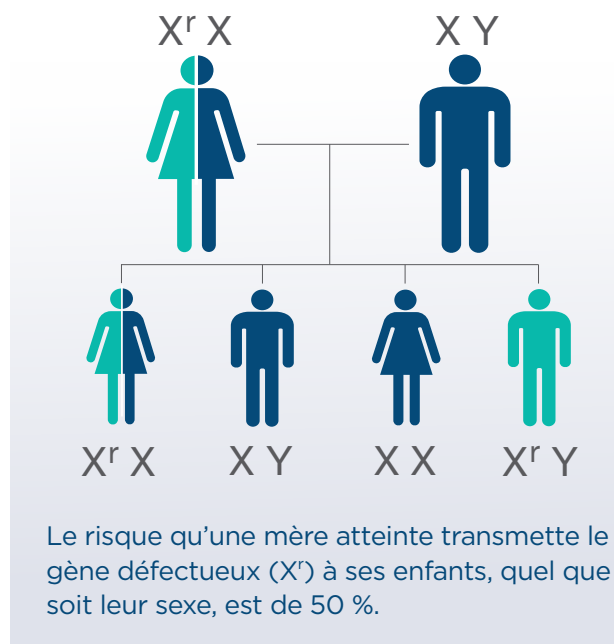 Xʳ X X Y
Xʳ X X Y X X Xʳ Y
Le risque qu’une mère atteinte transmette le
gène défectueux (Xʳ) à ses enfants, quel que
soit leur sexe, est de 50 %.